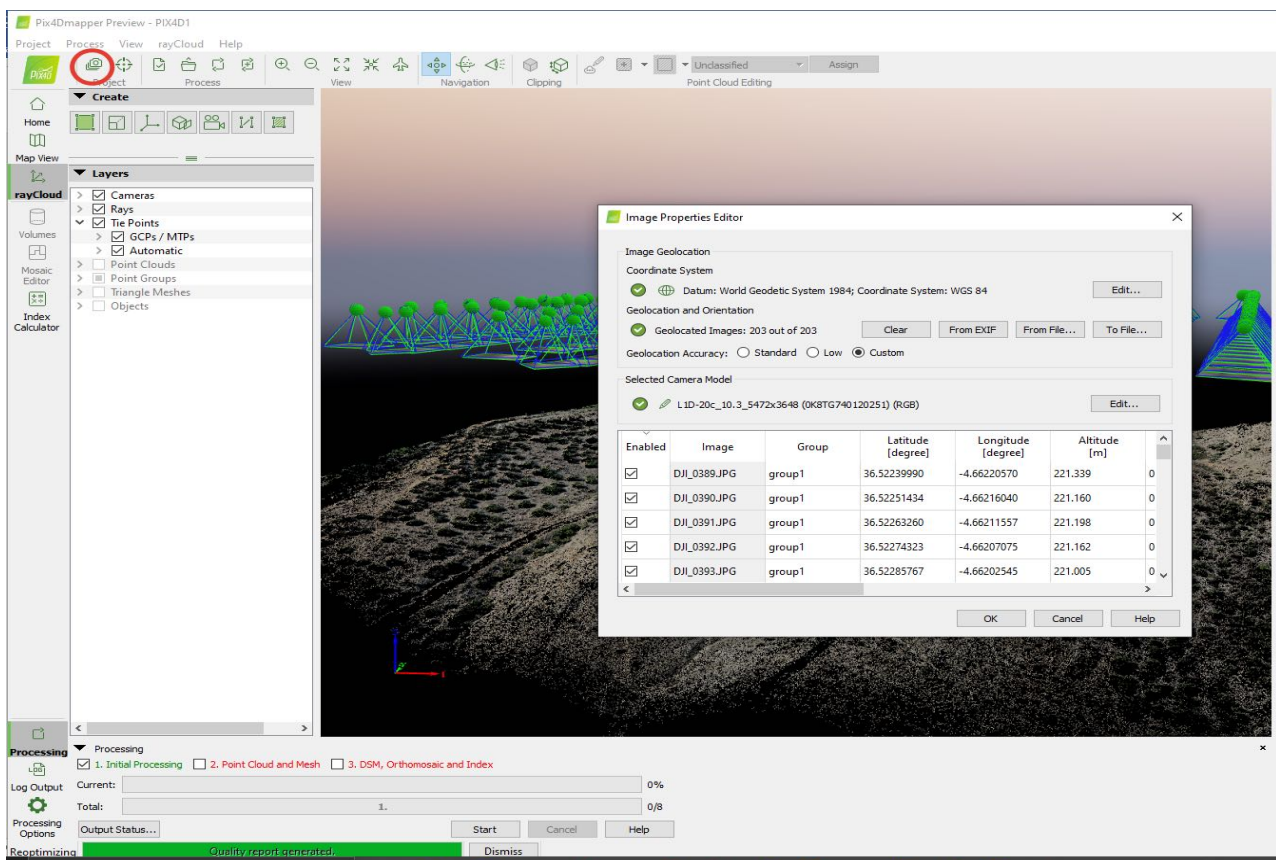 Pix4Dmapper Preview - PIX4D1
Project Process View rayCloud Help
Unclassified Assign
Project Process View Navigation Clipping Point Cloud Editing
PIX4D
Create
Home
Map View
rayCloud
Volumes
Mosaic
Editor
Index
Calculator
Layers
Cameras
Rays
Tie Points
GCPs / MTPs
Automatic
Point Clouds
Point Groups
Triangle Meshes
Objects
Image Properties Editor
Image Geolocation
Coordinate System
Datum: World Geodetic System 1984; Coordinate System: WGS 84 Edit...
Geolocation and Orientation
Geolocated Images: 203 out of 203 Clear From EXIF From File... To File...
Geolocation Accuracy: Standard Low Custom
Selected Camera Model
L1D-20c_10.3_5472x3648 (0K8TG740120251) (RGB) Edit...
Enabled Image Group Latitude [degree] Longitude [degree] Altitude [m]
DJI_0389.JPG group1 36.52239990 -4.66220570 221.339 0
DJI_0390.JPG group1 36.52251434 -4.66216040 221.160 0
DJI_0391.JPG group1 36.52263260 -4.66211557 221.198 0
DJI_0392.JPG group1 36.52274323 -4.66207075 221.162 0
DJI_0393.JPG group1 36.52285767 -4.66202545 221.005 0
OK Cancel Help
Processing
Log Output
Processing
Options
Processing
1. Initial Processing 2. Point Cloud and Mesh 3. DSM, Orthomosaic and Index
Current: 0%
Total: 1. 0/8
Output Status... Start Cancel Help
Reoptimizing Quality report generated. Dismiss